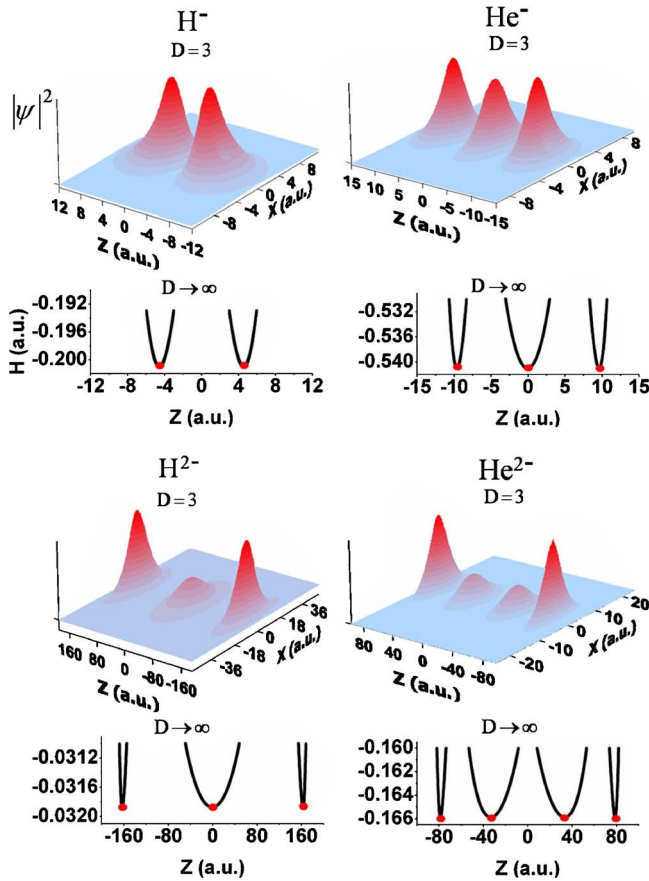 H⁻
D=3
|ψ|²
12 8 4 0 -4 -8 -12
Z (a.u.)
-8 -4 0 4 8
X (a.u.)
He⁻
D=3
15 10 5 0 -5 -10 -15
Z (a.u.)
-8 -4 0 4 8
X (a.u.)
D→∞
H (a.u.)
-0.192
-0.196
-0.200
-12 -8 -4 0 4 8 12
Z (a.u.)
D→∞
-0.532
-0.536
-0.540
-15 -10 -5 0 5 10 15
Z (a.u.)
H²⁻
D=3
160 80 0 -80 -160
Z (a.u.)
-36 -18 0 18 36
X (a.u.)
He²⁻
D=3
80 40 0 -40 -80
Z (a.u.)
-20 -10 0 10 20
X (a.u.)
D→∞
-0.0312
-0.0316
-0.0320
-160 -80 0 80 160
Z (a.u.)
D→∞
-0.160
-0.162
-0.164
-0.166
-80 -40 0 40 80
Z (a.u.)